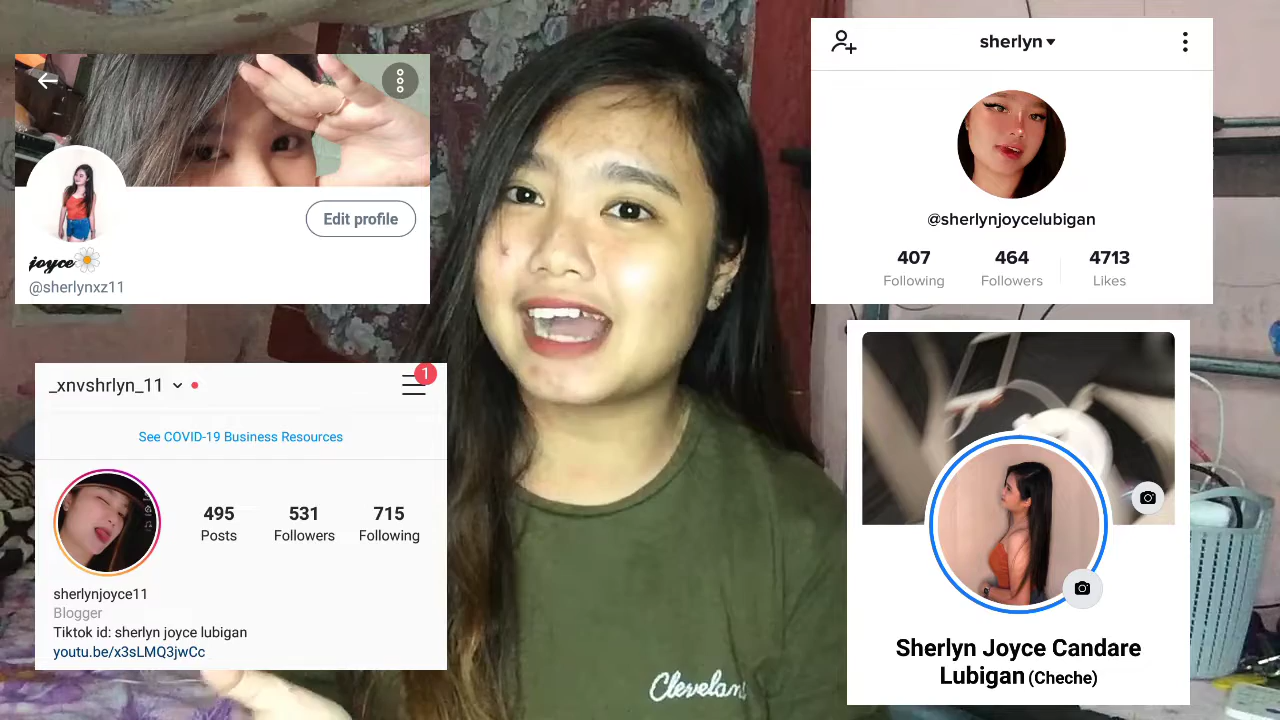 Edit profile
joyce
@sherlynxz11
sherlyn
@sherlynjoycelubigan
407 464 4713
Following Followers Likes
_xnvshrlyn_11
1
See COVID-19 Business Resources
495 531 715
Posts Followers Following
sherlynjoyce11
Blogger
Tiktok id: sherlyn joyce lubigan
youtu.be/x3sLMQ3jwCc
Sherlyn Joyce Candare
Lubigan (Cheche)